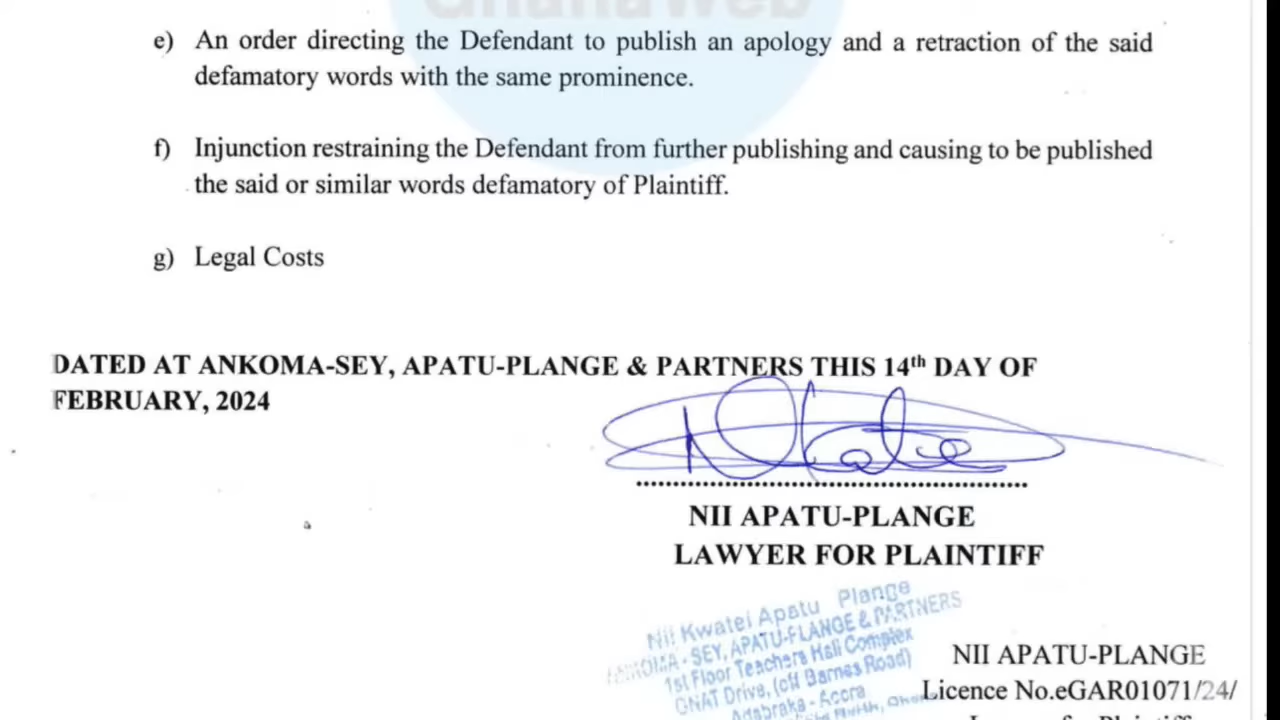 GhanaWeb
e) An order directing the Defendant to publish an apology and a retraction of the said
defamatory words with the same prominence.
f) Injunction restraining the Defendant from further publishing and causing to be published
the said or similar words defamatory of Plaintiff.
g) Legal Costs
DATED AT ANKOMA-SEY, APATU-PLANGE & PARTNERS THIS 14th DAY OF
FEBRUARY, 2024
NII APATU-PLANGE
LAWYER FOR PLAINTIFF
Nii Kwatei Apatu Plange
ANKOMA - SEY, APATU-PLANGE & PARTNERS
1st Floor Teachers Hall Complex
GNAT Drive, (off Barnes Road)
Adabraka - Accra
NII APATU-PLANGE
Licence No.eGAR01071/24/
Lawyer for Plaintiff